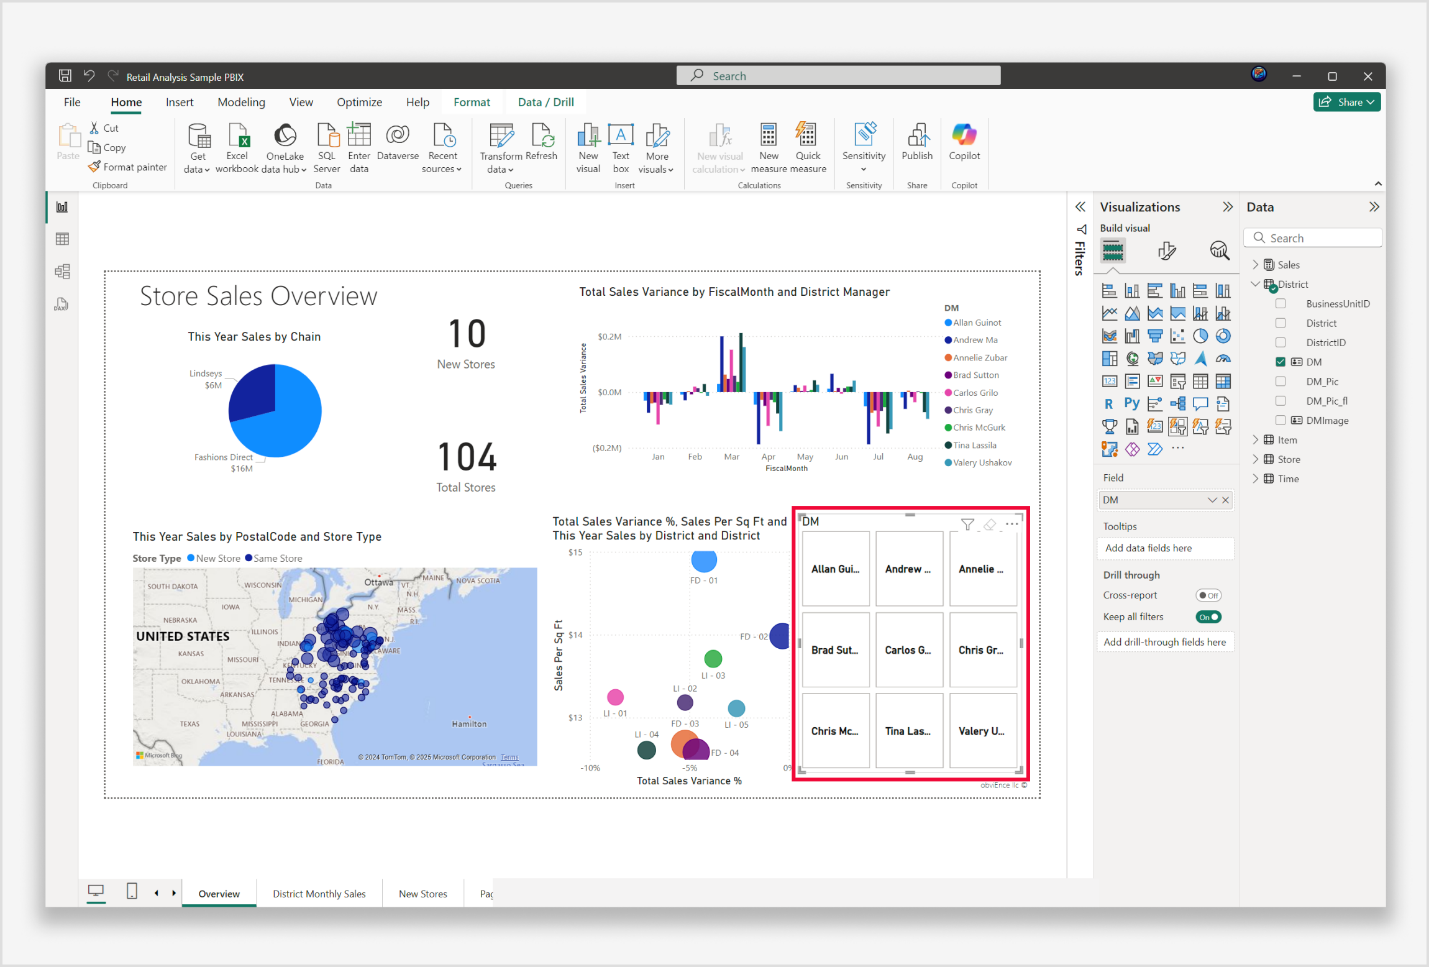 Retail Analysis Sample PBIX
Search
File
Home
Insert
Modeling
View
Optimize
Help
Format
Data / Drill
Share
Paste
Cut
Copy
Format painter
Clipboard
Get
data
Excel
workbook
OneLake
data hub
SQL
Server
Enter
data
Dataverse
Recent
sources
Data
Transform
data
Refresh
Queries
New
visual
Text
box
More
visuals
Insert
New visual
calculation
New
measure
Quick
measure
Calculations
Sensitivity
Sensitivity
Publish
Share
Copilot
Copilot
Store Sales Overview
This Year Sales by Chain
Lindseys
$6M
Fashions Direct
$16M
10
New Stores
104
Total Stores
Total Sales Variance by FiscalMonth and District Manager
Total Sales Variance
$0.2M
$0.0M
($0.2M)
Jan
Feb
Mar
Apr
May
Jun
Jul
Aug
FiscalMonth
DM
Allan Guinot
Andrew Ma
Annelie Zubar
Brad Sutton
Carlos Grilo
Chris Gray
Chris McGurk
Tina Lassila
Valery Ushakov
This Year Sales by PostalCode and Store Type
Store Type New Store Same Store
SOUTH DAKOTA
WISCONSIN
Ottawa
MAINE
NOVA SCOTIA
VT
MICHIGAN
N.H.
IOWA
N.Y.
MASS
NEBRASKA
R.I.
UNITED STATES
ILLINOIS
INDIANA
KANSAS
MISSOURI
KENTUCKY
DELAWARE
OKLAHOMA
TENNESSEE
ARKANSAS
ALABAMA
TEXAS
MISSISSIPPI
GEORGIA
Hamilton
LOUISIANA
FLORIDA
Microsoft Bing
© 2024 TomTom, © 2025 Microsoft Corporation Terms
Total Sales Variance %, Sales Per Sq Ft and
This Year Sales by District and District
Sales Per Sq Ft
$15
$14
$13
FD - 01
FD - 02
LI - 03
LI - 02
LI - 01
FD - 03
LI - 05
LI - 04
FD - 04
-10%
-5%
0%
Total Sales Variance %
DM
Allan Gui...
Andrew ...
Annelie ...
Brad Sut...
Carlos G...
Chris Gr...
Chris Mc...
Tina Las...
Valery U...
obviEnce llc ©
Overview
District Monthly Sales
New Stores
Filters
Visualizations
Build visual
123
R
Py
Field
DM
Tooltips
Add data fields here
Drill through
Cross-report
Off
Keep all filters
On
Add drill-through fields here
Data
Search
Sales
District
BusinessUnitID
District
DistrictID
DM
DM_Pic
DM_Pic_fl
DMImage
Item
Store
Time